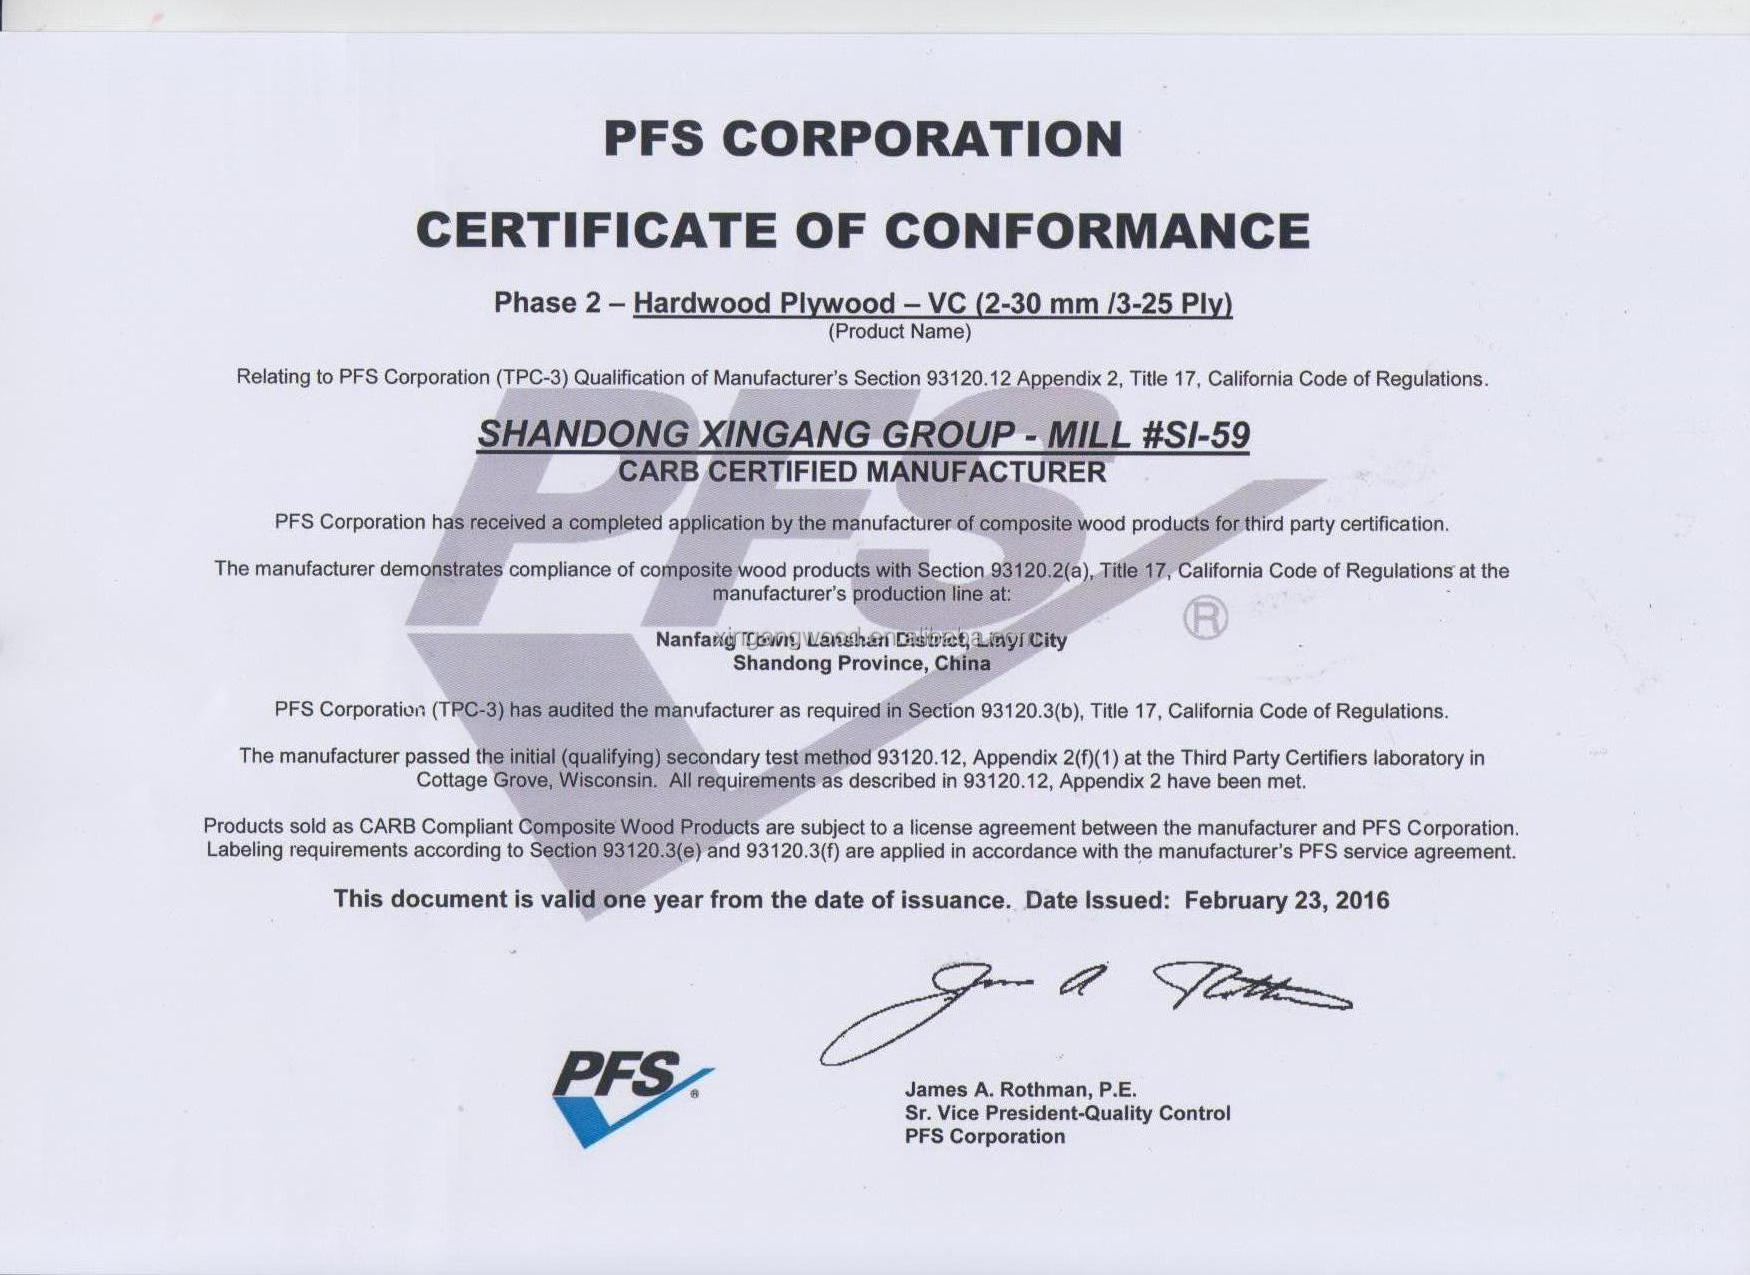 PFS CORPORATION
CERTIFICATE OF CONFORMANCE
Phase 2 – Hardwood Plywood – VC (2-30 mm /3-25 Ply)
(Product Name)
Relating to PFS Corporation (TPC-3) Qualification of Manufacturer's Section 93120.12 Appendix 2, Title 17, California Code of Regulations.
SHANDONG XINGANG GROUP - MILL #SI-59
CARB CERTIFIED MANUFACTURER
PFS Corporation has received a completed application by the manufacturer of composite wood products for third party certification.
The manufacturer demonstrates compliance of composite wood products with Section 93120.2(a), Title 17, California Code of Regulations at the
manufacturer's production line at:
Nanfang Town, Lanshan District, Linyi City
Shandong Province, China
PFS Corporation (TPC-3) has audited the manufacturer as required in Section 93120.3(b), Title 17, California Code of Regulations.
The manufacturer passed the initial (qualifying) secondary test method 93120.12, Appendix 2(f)(1) at the Third Party Certifiers laboratory in
Cottage Grove, Wisconsin. All requirements as described in 93120.12, Appendix 2 have been met.
Products sold as CARB Compliant Composite Wood Products are subject to a license agreement between the manufacturer and PFS Corporation.
Labeling requirements according to Section 93120.3(e) and 93120.3(f) are applied in accordance with the manufacturer's PFS service agreement.
This document is valid one year from the date of issuance. Date Issued: February 23, 2016
PFS ®
James A. Rothman, P.E.
Sr. Vice President-Quality Control
PFS Corporation
PFS ®